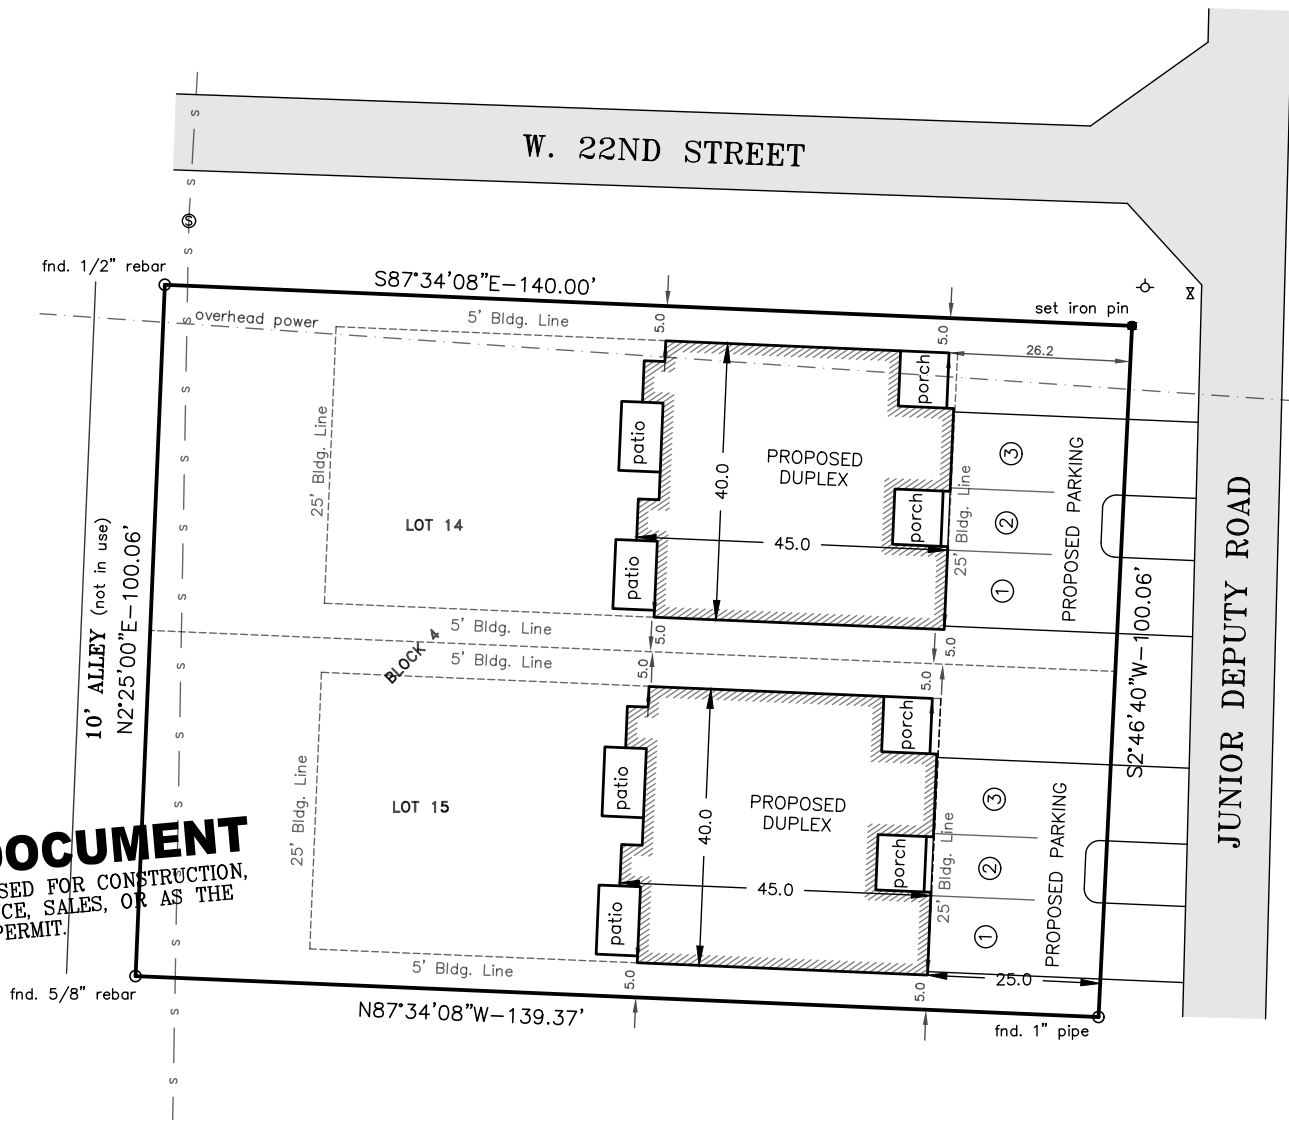 W. 22ND STREET
S
S
S
S
fnd. 1/2" rebar
S87°34'08"E-140.00'
set iron pin
overhead power
5' Bldg. Line
5.0
5.0
26.2
porch
patio
25' Bldg. Line
PROPOSED
DUPLEX
40.0
3
25' Bldg. Line
PROPOSED PARKING
LOT 14
porch
2
45.0
patio
1
10' ALLEY (not in use)
N2°25'00"E-100.06'
S2°46'40"W-100.06'
JUNIOR DEPUTY ROAD
5' Bldg. Line
5.0
5.0
BLOCK 4
5' Bldg. Line
5.0
5.0
porch
patio
25' Bldg. Line
PROPOSED
DUPLEX
40.0
3
25' Bldg. Line
PROPOSED PARKING
LOT 15
porch
2
45.0
patio
1
DOCUMENT
SED FOR CONSTRUCTION,
CE, SALES, OR AS THE
PERMIT.
5' Bldg. Line
5.0
5.0
25.0
fnd. 5/8" rebar
N87°34'08"W-139.37'
fnd. 1" pipe
S
S
S
S
S
S
S
S
S
S